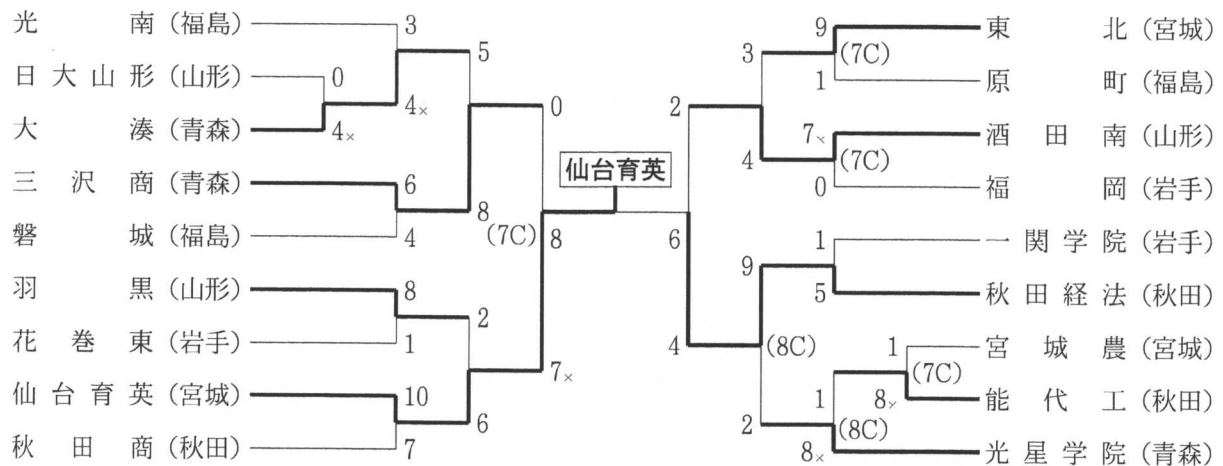 光南（福島） 3
日大山形（山形） 0
大湊（青森） 4×
4×
5
三沢商（青森） 6
磐城（福島） 4
8
0
羽黒（山形） 8
花巻東（岩手） 1
2
仙台育英（宮城） 10
秋田商（秋田） 7
6
7×
(7C)
8
仙台育英
6
2
3
9 東北（宮城）
(7C)
1 原町（福島）
4
7× 酒田南（山形）
(7C)
0 福岡（岩手）
4
9
1 一関学院（岩手）
5 秋田経法（秋田）
(8C)
2
1
1 宮城農（宮城）
(7C)
8× 能代工（秋田）
(8C)
8× 光星学院（青森）